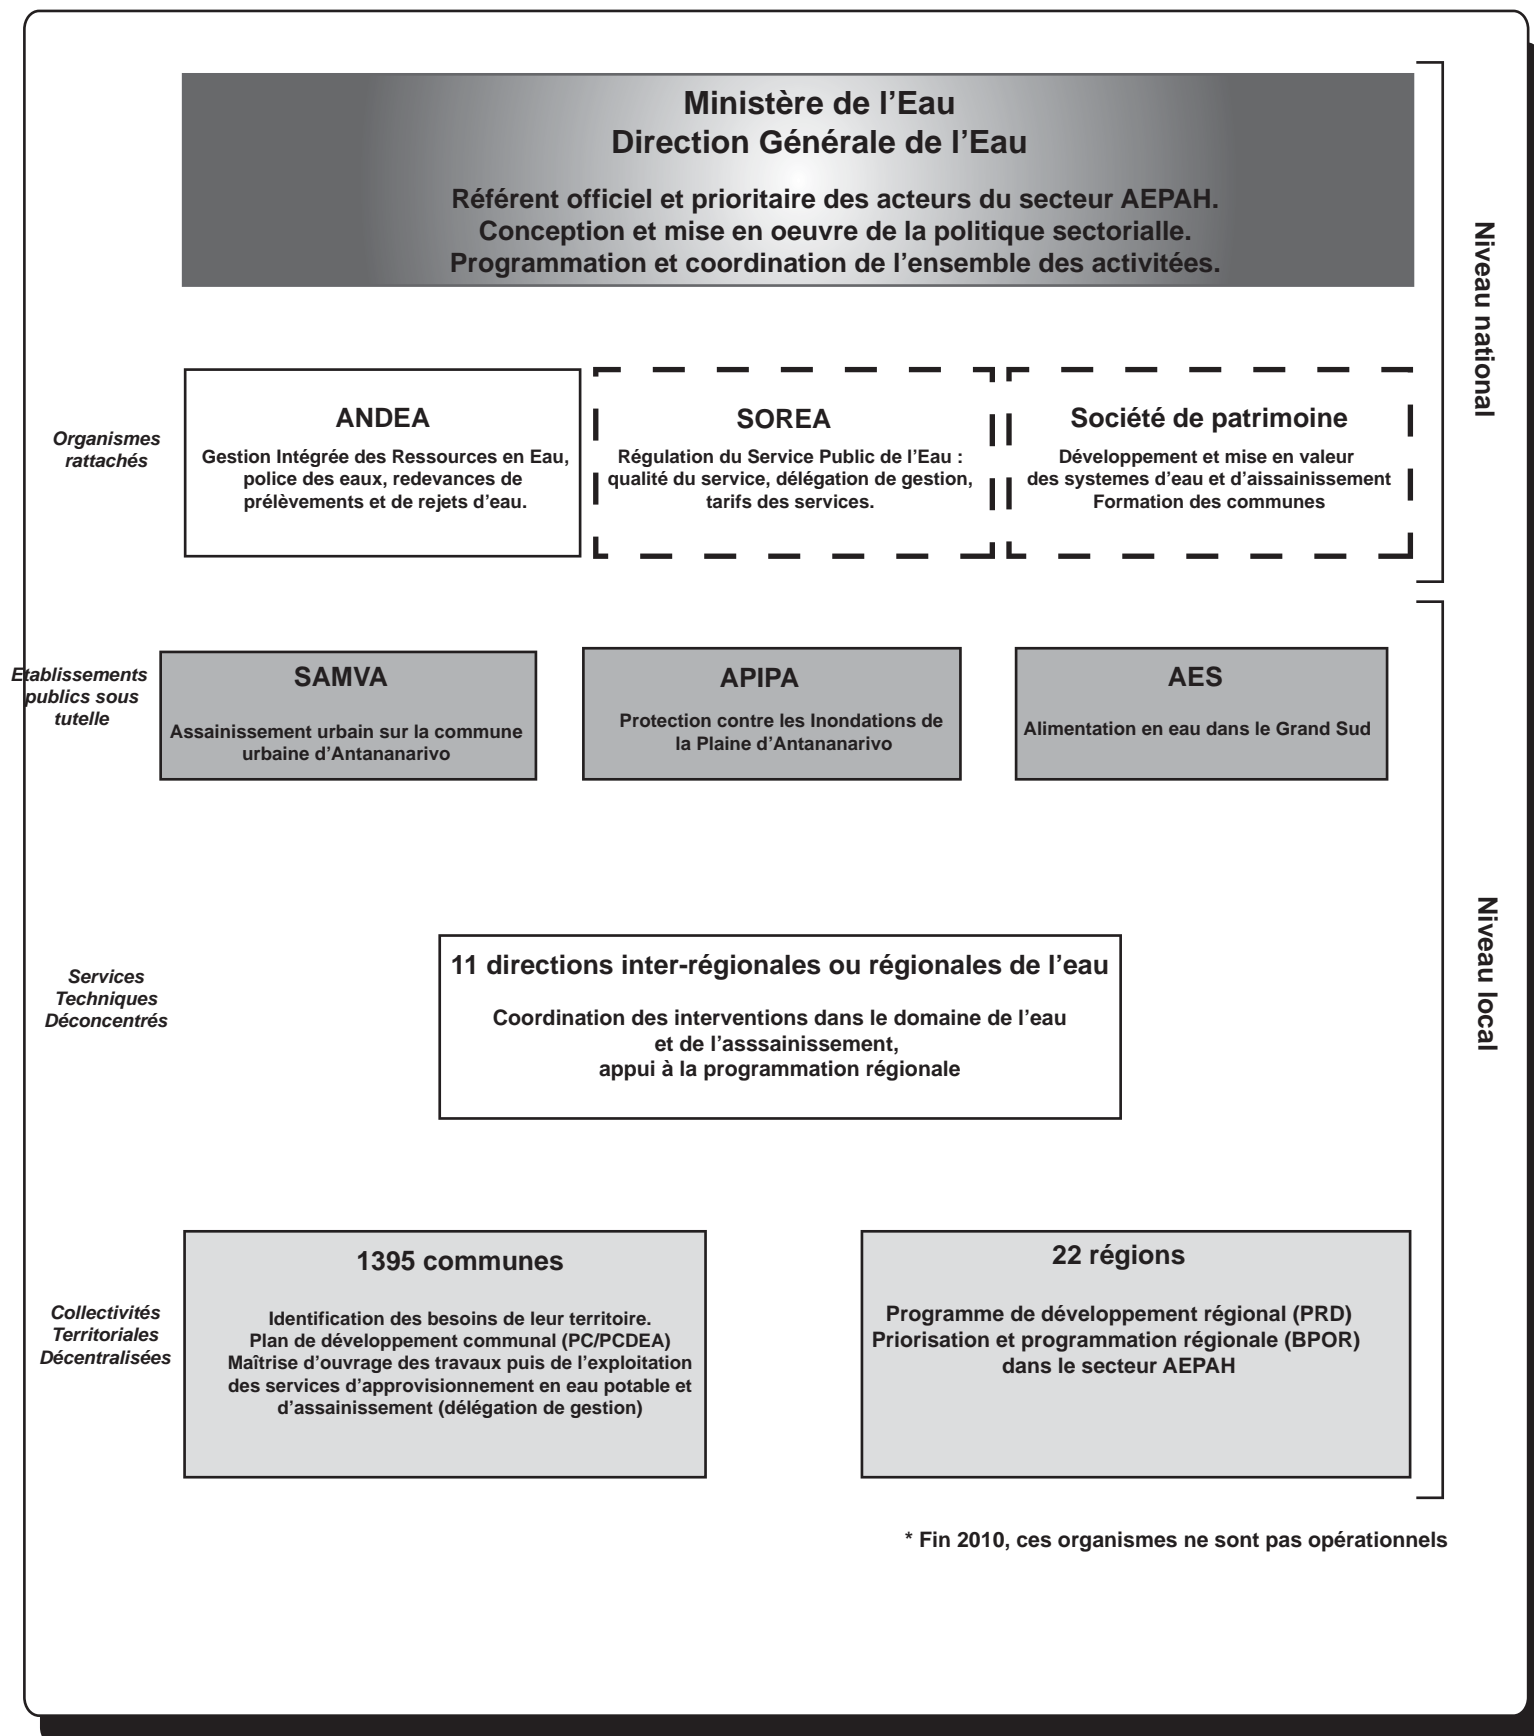 Ministère de l’Eau
Direction Générale de l’Eau
Référent officiel et prioritaire des acteurs du secteur AEPAH.
Conception et mise en oeuvre de la politique sectorialle.
Programmation et coordination de l’ensemble des activitées.
Niveau national
Organismes
rattachés
ANDEA
Gestion Intégrée des Ressources en Eau,
police des eaux, redevances de
prélèvements et de rejets d’eau.
SOREA
Régulation du Service Public de l’Eau :
qualité du service, délégation de gestion,
tarifs des services.
Société de patrimoine
Développement et mise en valeur
des systemes d’eau et d’aissainissement
Formation des communes
Etablissements
publics sous
tutelle
SAMVA
Assainissement urbain sur la commune
urbaine d’Antananarivo
APIPA
Protection contre les Inondations de
la Plaine d’Antananarivo
AES
Alimentation en eau dans le Grand Sud
Niveau local
Services
Techniques
Déconcentrés
11 directions inter-régionales ou régionales de l’eau
Coordination des interventions dans le domaine de l’eau
et de l’asssainissement,
appui à la programmation régionale
Collectivités
Territoriales
Décentralisées
1395 communes
Identification des besoins de leur territoire.
Plan de développement communal (PC/PCDEA)
Maîtrise d’ouvrage des travaux puis de l’exploitation
des services d’approvisionnement en eau potable et
d’assainissement (délégation de gestion)
22 régions
Programme de développement régional (PRD)
Priorisation et programmation régionale (BPOR)
dans le secteur AEPAH
* Fin 2010, ces organismes ne sont pas opérationnels